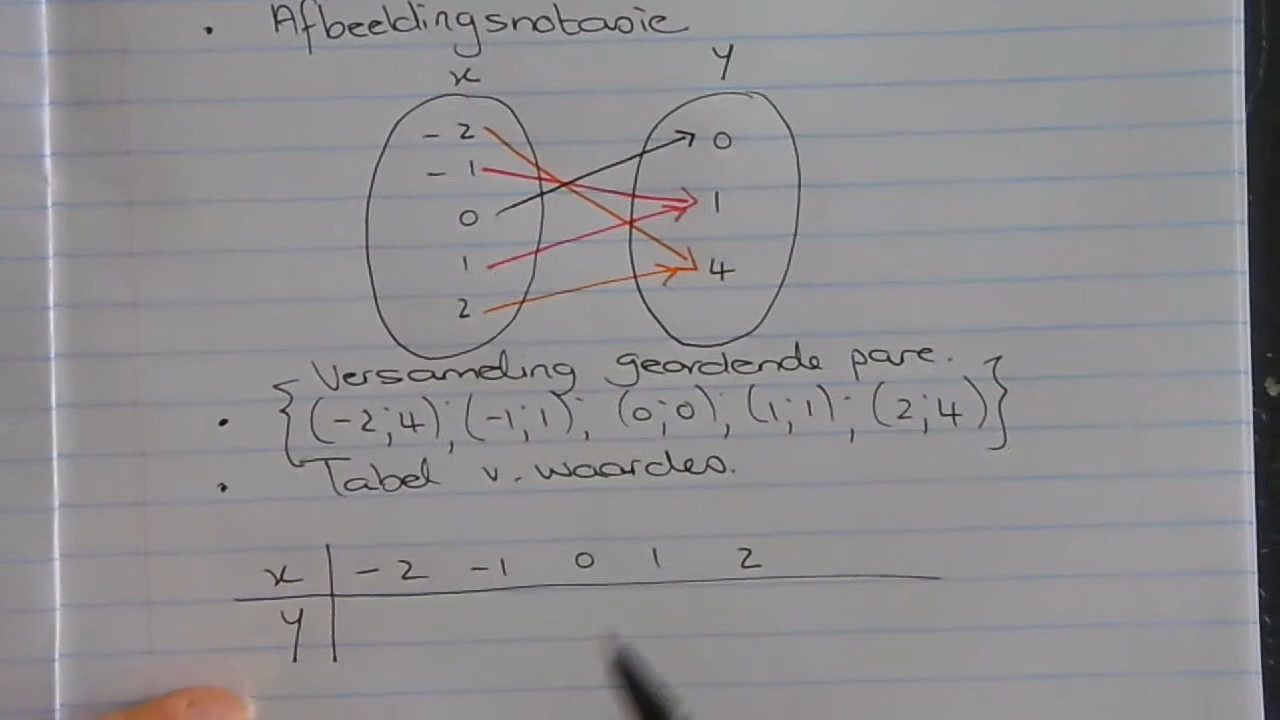 • Afbeeldingsnotasie
x y
-2 0
-1 1
0 4
1
2
Versameling geordende pare.
• {(-2;4);(-1;1); (0;0); (1;1); (2;4)}
• Tabel v. waardes.
x -2 -1 0 1 2
y